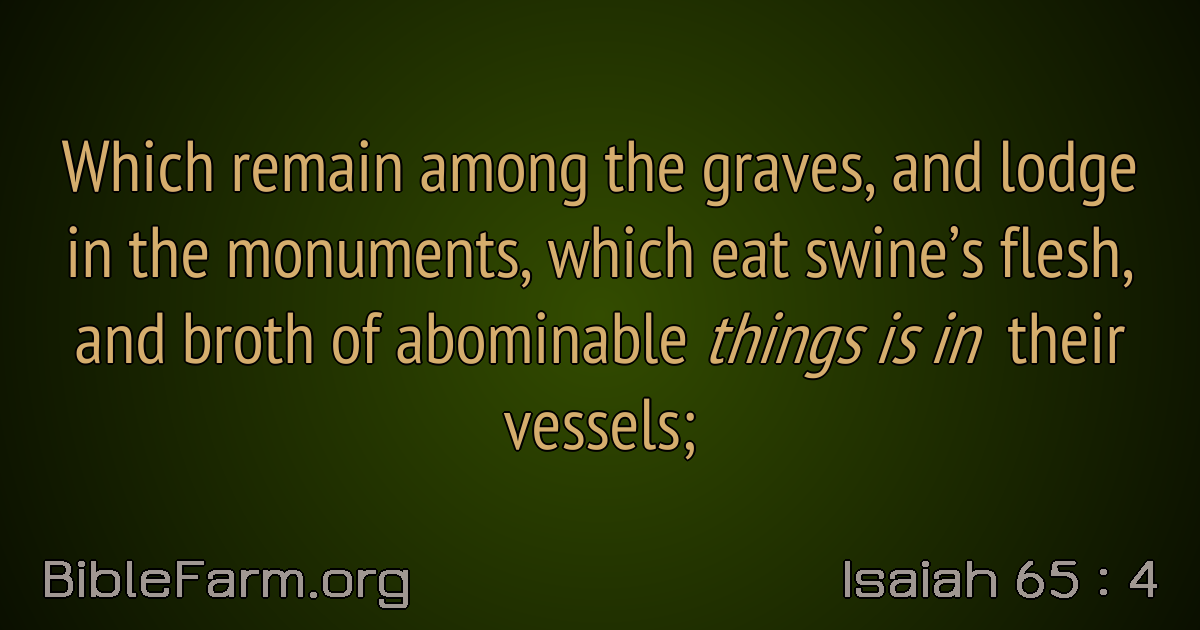 Which remain among the graves, and lodge
in the monuments, which eat swine’s flesh,
and broth of abominable things is in their
vessels;
BibleFarm.org
Isaiah 65 : 4